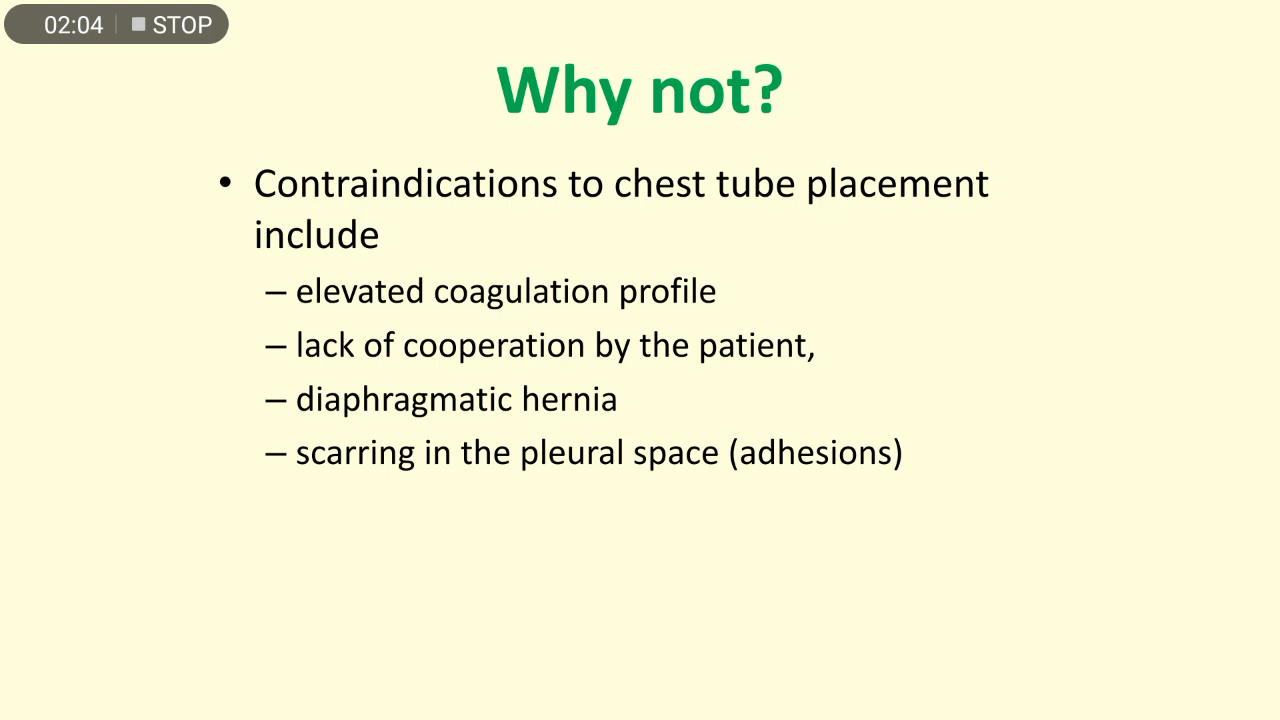 02:04 STOP
Why not?
• Contraindications to chest tube placement
include
– elevated coagulation profile
– lack of cooperation by the patient,
– diaphragmatic hernia
– scarring in the pleural space (adhesions)